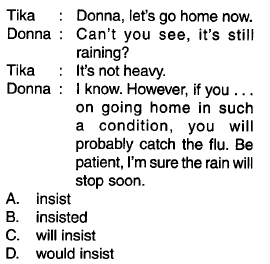 Tika : Donna, let's go home now.
Donna : Can't you see, it's still
raining?
Tika : It's not heavy.
Donna : I know. However, if you ...
on going home in such
a condition, you will
probably catch the flu. Be
patient, I'm sure the rain will
stop soon.
A. insist
B. insisted
C. will insist
D. would insist